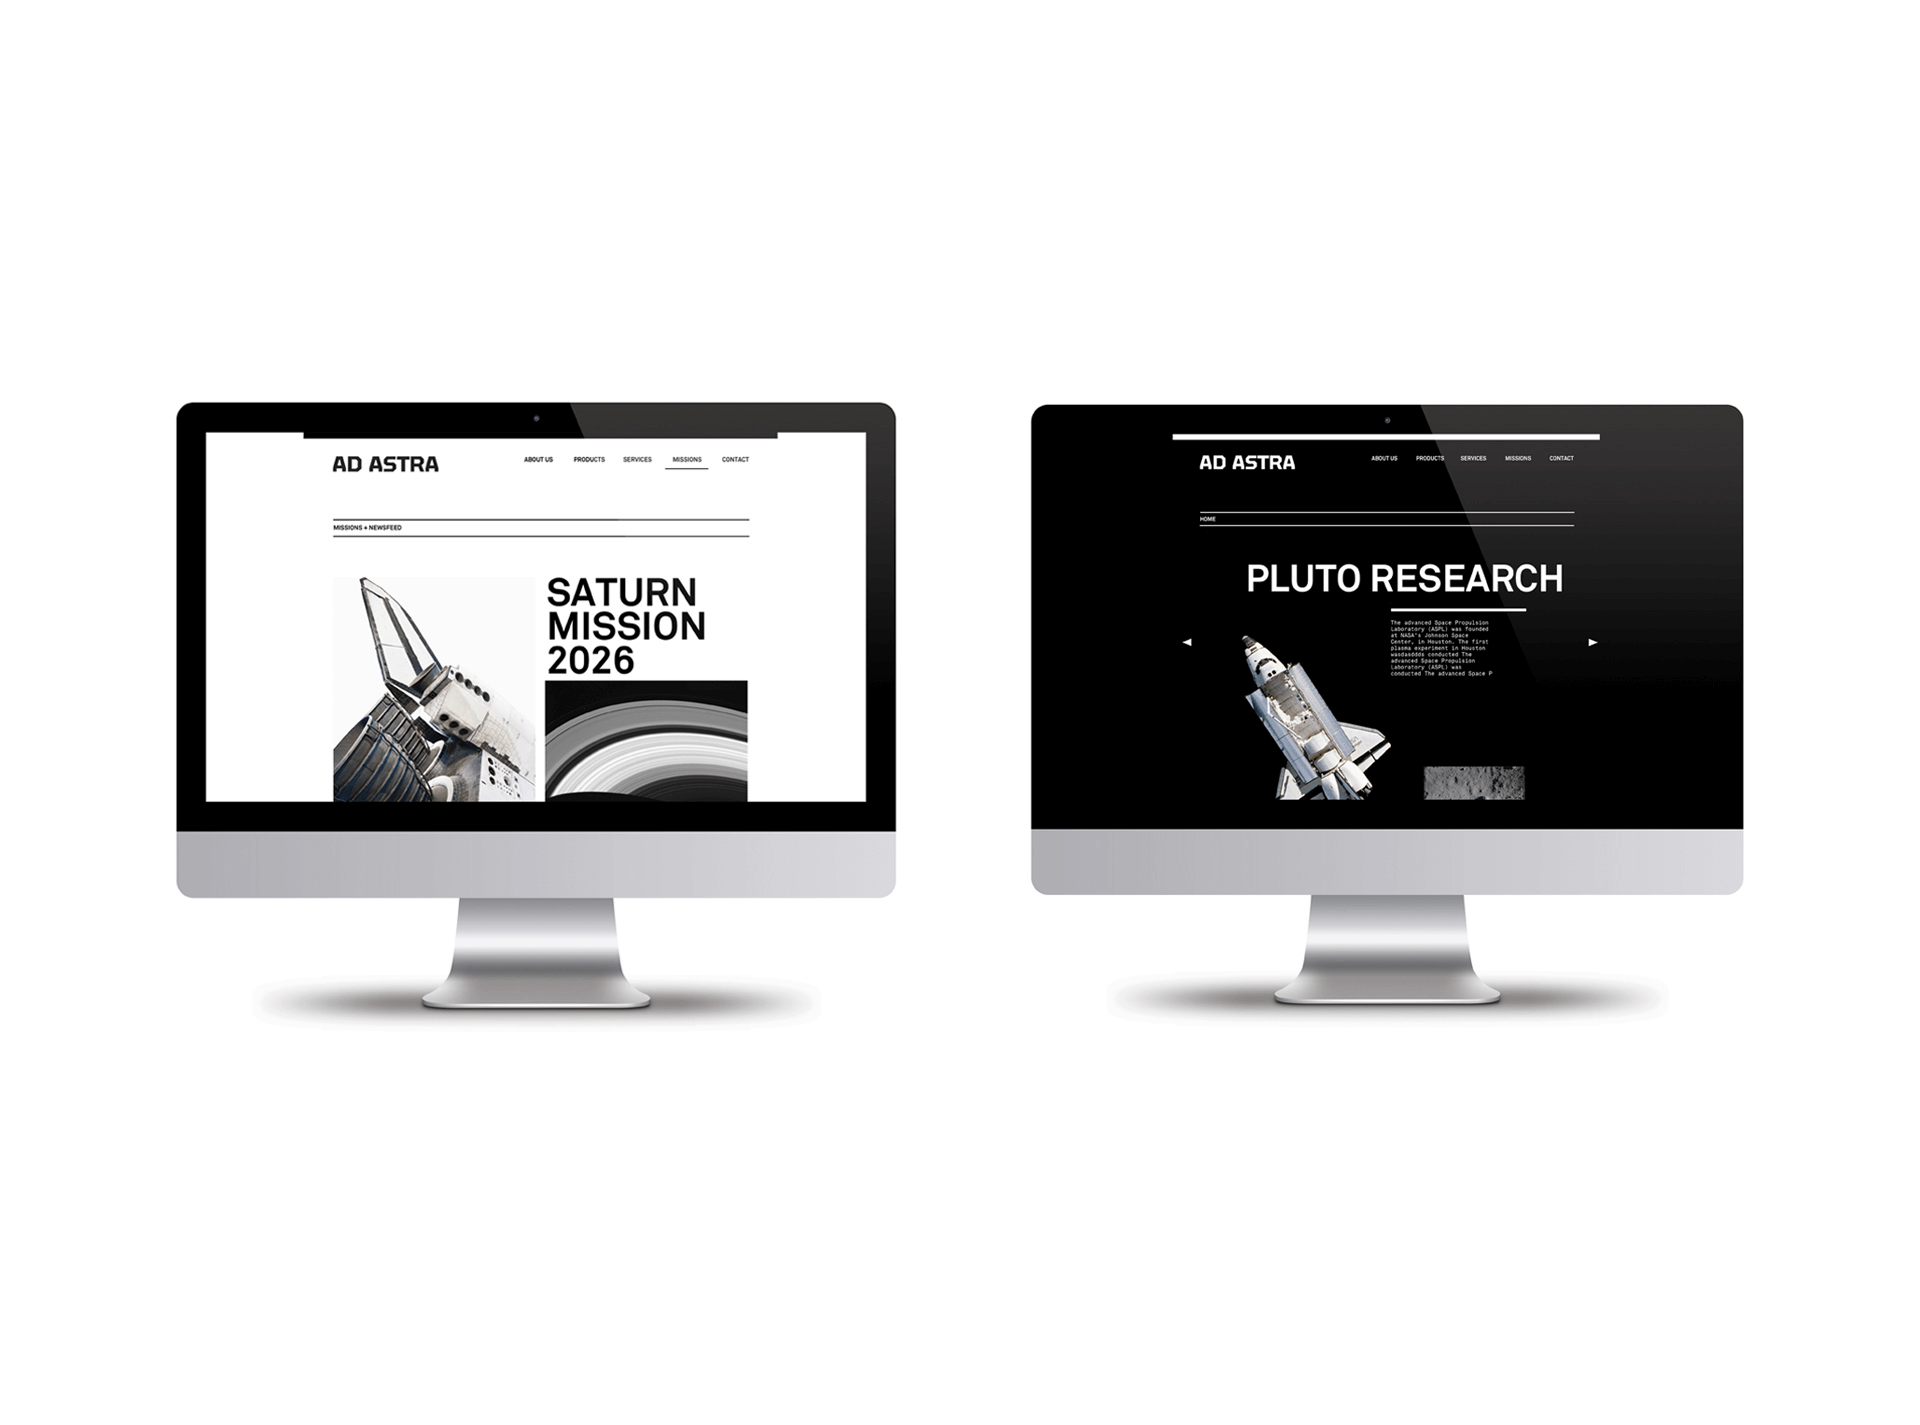 AD ASTRA
ABOUT US PRODUCTS SERVICES MISSIONS CONTACT
MISSIONS + NEWSFEED
SATURN
MISSION
2026
AD ASTRA
ABOUT US PRODUCTS SERVICES MISSIONS CONTACT
HOME
PLUTO RESEARCH
The advanced Space Propulsion
Laboratory (ASPL) was founded
at NASA's Johnson Space
Center, in Houston. The first
plasma experiment in Houston
wasdasddds conducted The
advanced Space Propulsion
Laboratory (ASPL) was
conducted The advanced Space P